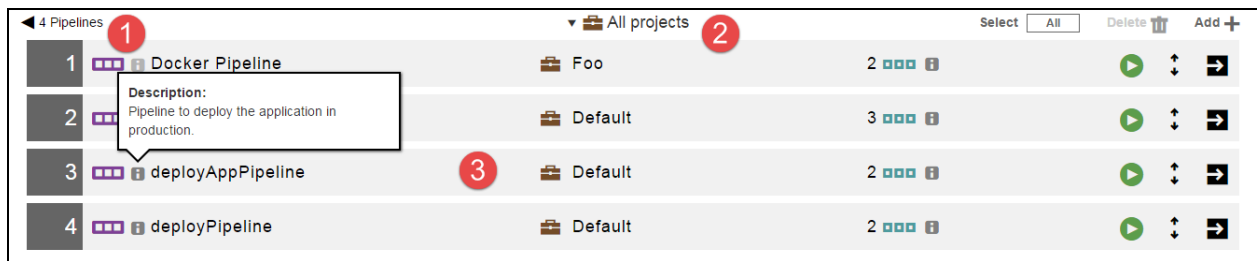 4 Pipelines
1
All projects
2
Select All Delete Add
1 Docker Pipeline Foo 2
Description:
Pipeline to deploy the application in
production.
2 Default 3
3 deployAppPipeline 3 Default 2
4 deployPipeline Default 2